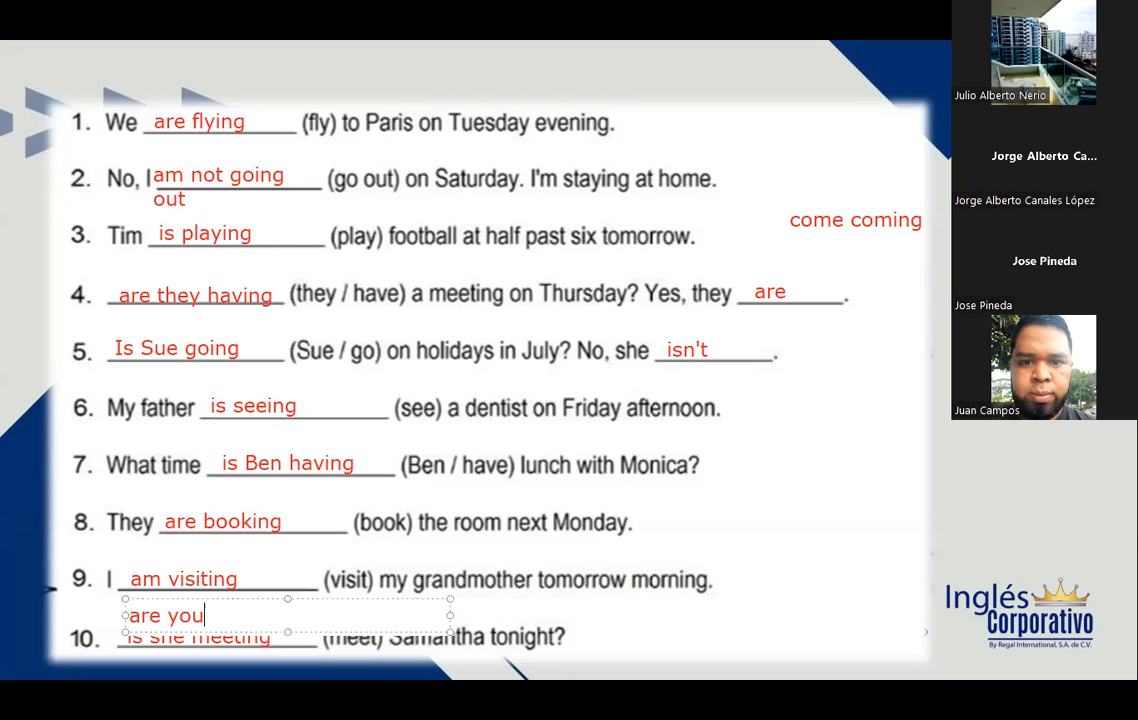 Julio Alberto Nerio
1. We are flying (fly) to Paris on Tuesday evening.
2. No, I am not going out (go out) on Saturday. I'm staying at home.
Jorge Alberto Ca...
Jorge Alberto Canales López
come coming
3. Tim is playing (play) football at half past six tomorrow.
Jose Pineda
4. are they having (they / have) a meeting on Thursday? Yes, they are.
Jose Pineda
5. Is Sue going (Sue / go) on holidays in July? No, she isn't.
6. My father is seeing (see) a dentist on Friday afternoon.
Juan Campos
7. What time is Ben having (Ben / have) lunch with Monica?
8. They are booking (book) the room next Monday.
9. I am visiting (visit) my grandmother tomorrow morning.
are you
10. is she meeting (meet) Samantha tonight?
Inglés
Corporativo
By Regal International, S.A. de C.V.